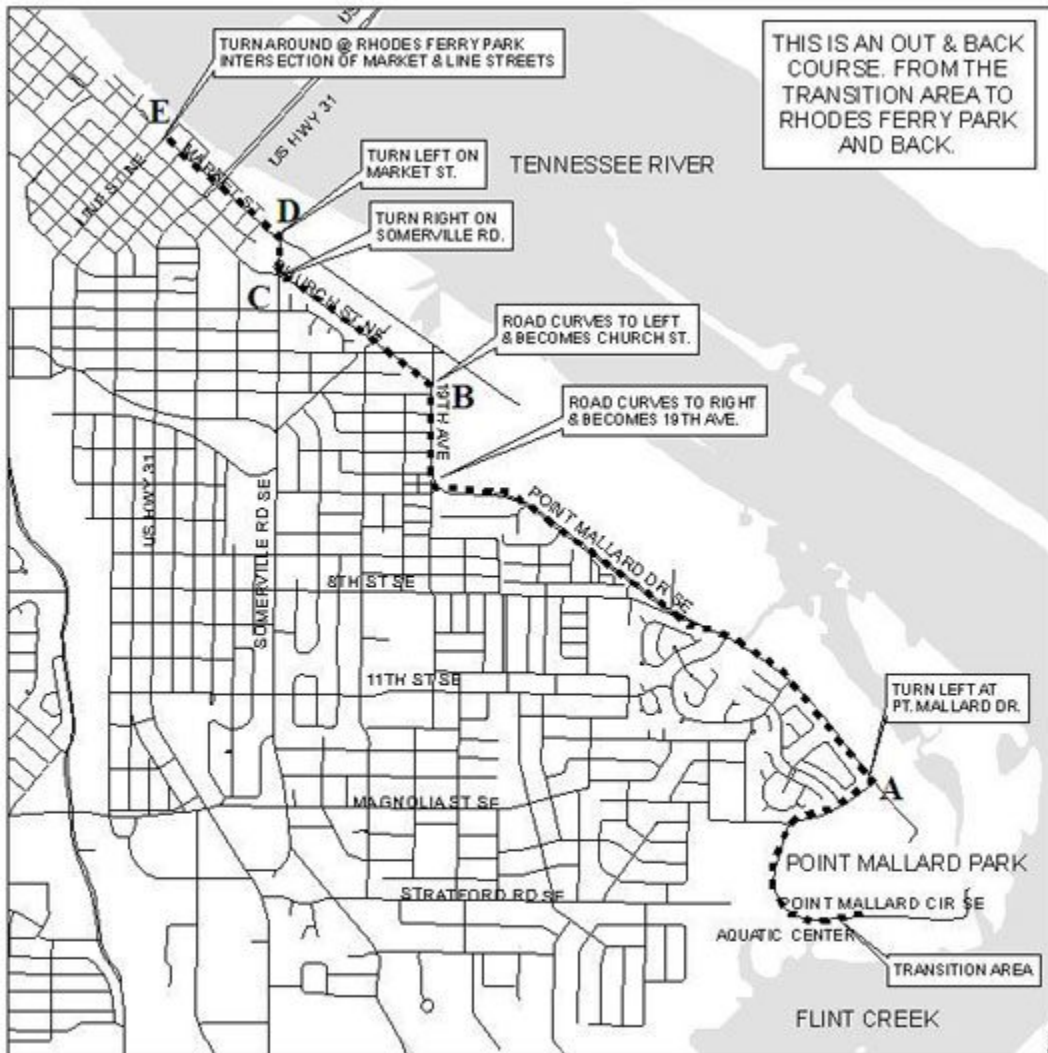 US
TURNAROUND @ RHODES FERRY PARK
INTERSECTION OF MARKET & LINE STREETS
THIS IS AN OUT & BACK
COURSE. FROM THE
TRANSITION AREA TO
RHODES FERRY PARK
AND BACK.
E
US HWY 31
MARKET ST
LINE ST NE
TURN LEFT ON
MARKET ST.
TENNESSEE RIVER
D
TURN RIGHT ON
SOMERVILLE RD.
C
CHURCH ST NE
ROAD CURVES TO LEFT
& BECOMES CHURCH ST.
B
19TH AVE
ROAD CURVES TO RIGHT
& BECOMES 19TH AVE.
US HWY 31
SOMERVILLE RD SE
POINT MALLARD DR SE
8TH ST SE
11TH ST SE
TURN LEFT AT
PT. MALLARD DR.
A
MAGNOLIA ST SE
POINT MALLARD PARK
STRATFORD RD SE
POINT MALLARD CIR SE
AQUATIC CENTER
TRANSITION AREA
FLINT CREEK